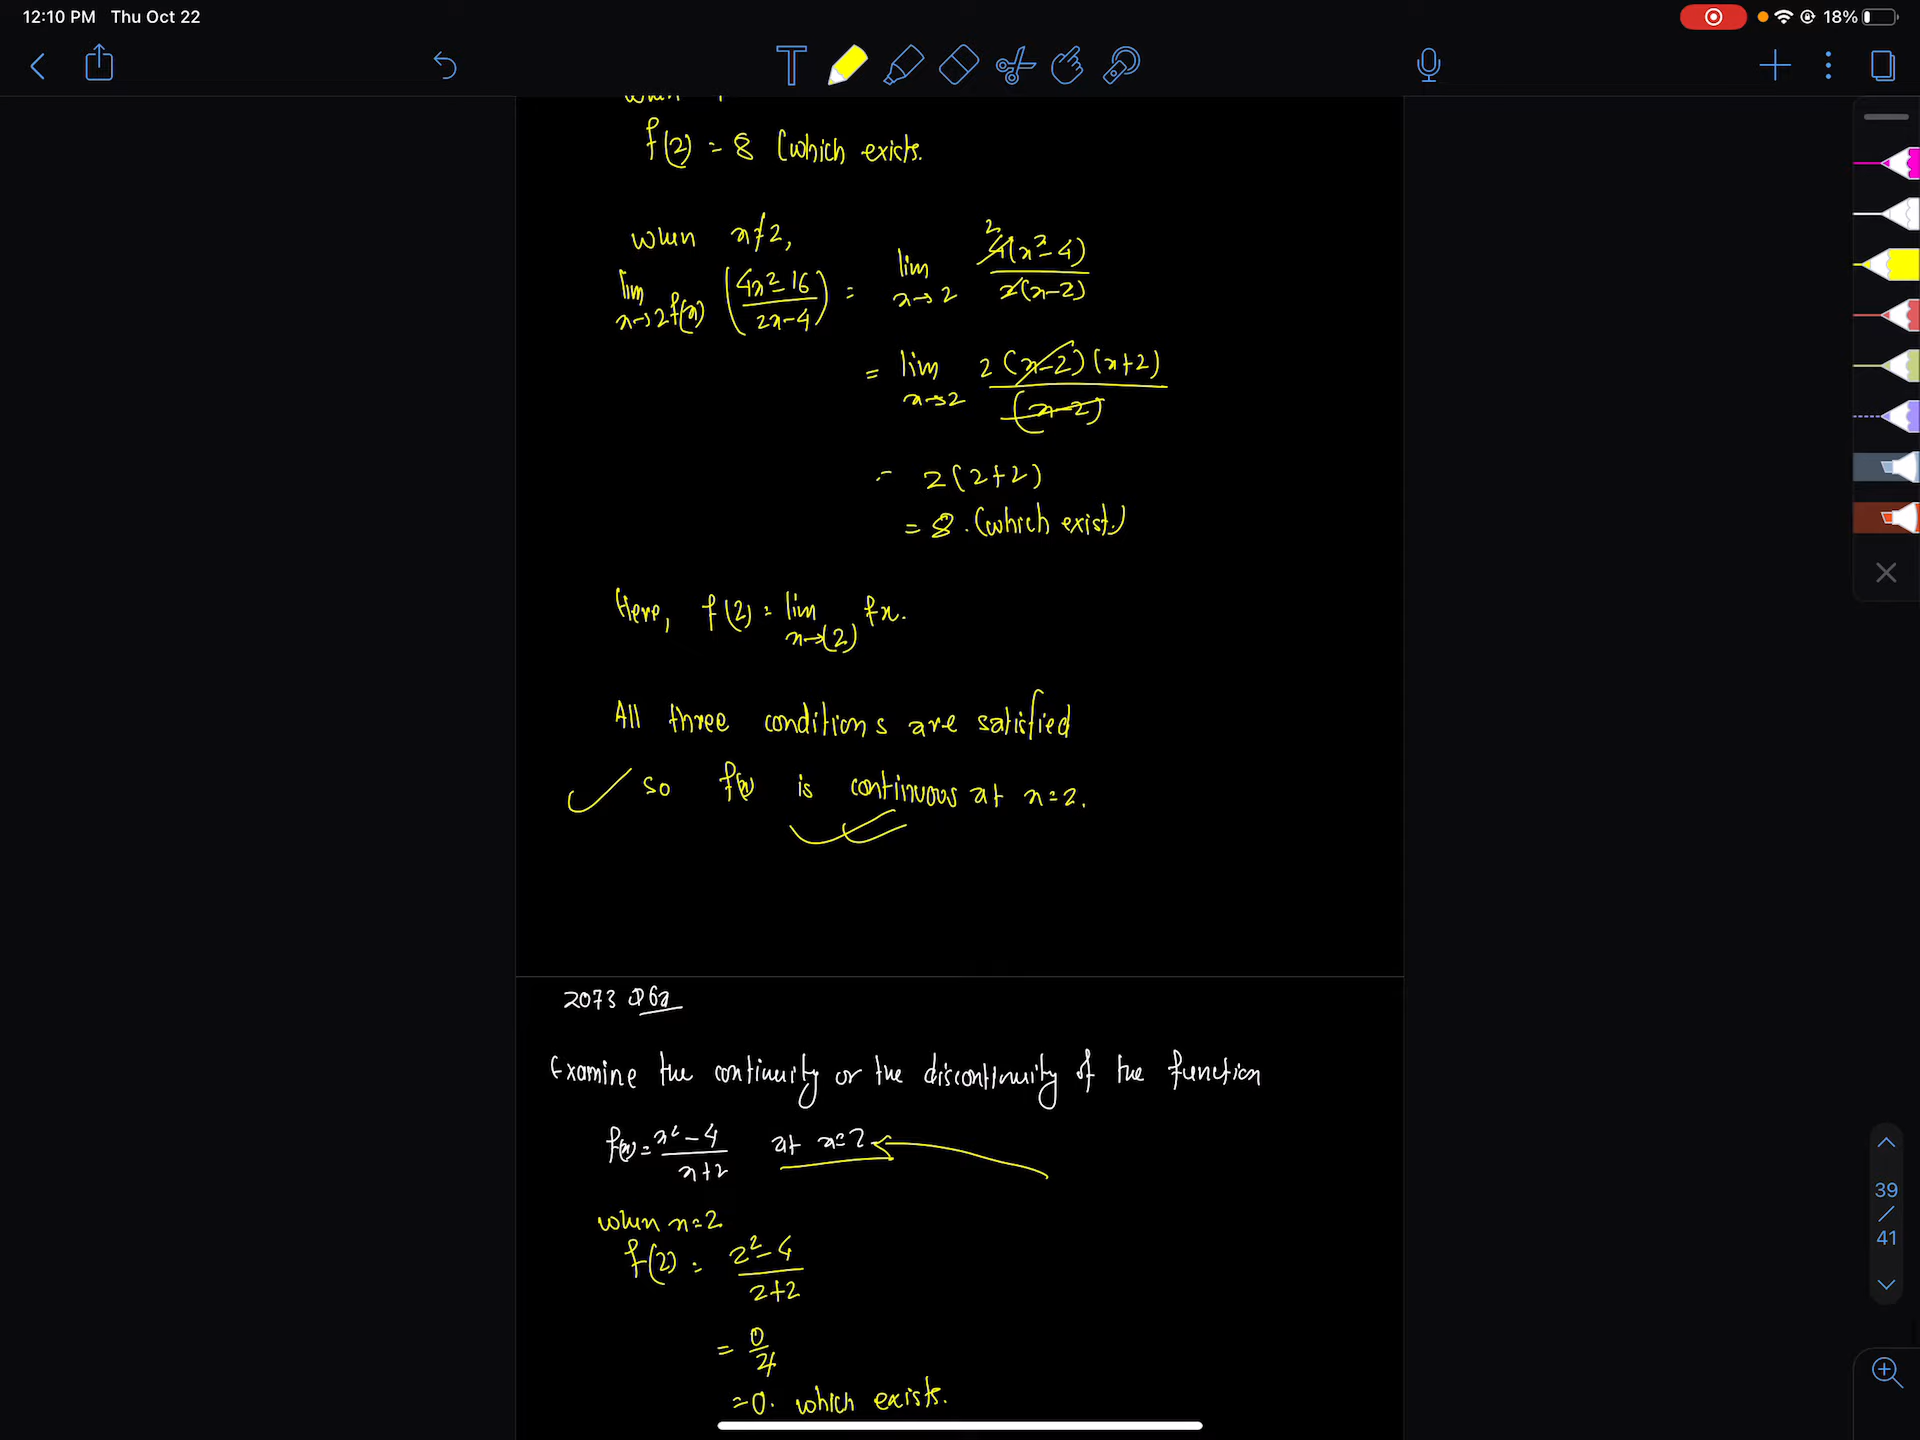 12:10 PM Thu Oct 22
18%
f(2) = 8 (which exists.
when x≠2,
lim x→2 f(x) (4x²-16 / 2x-4) = lim x→2 4(x²-4) / 2(x-2)
2
= lim x→2 2(x-2)(x+2) / (x-2)
= 2(2+2)
= 8. (which exist.)
Here, f(2) = lim x→(2) fx.
All three conditions are satisfied
so f(x) is continuous at x=2.
2073 Q6a
Examine the continuity or the discontinuity of the function
f(x) = x²-4 / x+2 at x=2
when x=2
f(2) = 2²-4 / 2+2
= 0/4
=0. which exists.
39
/
41